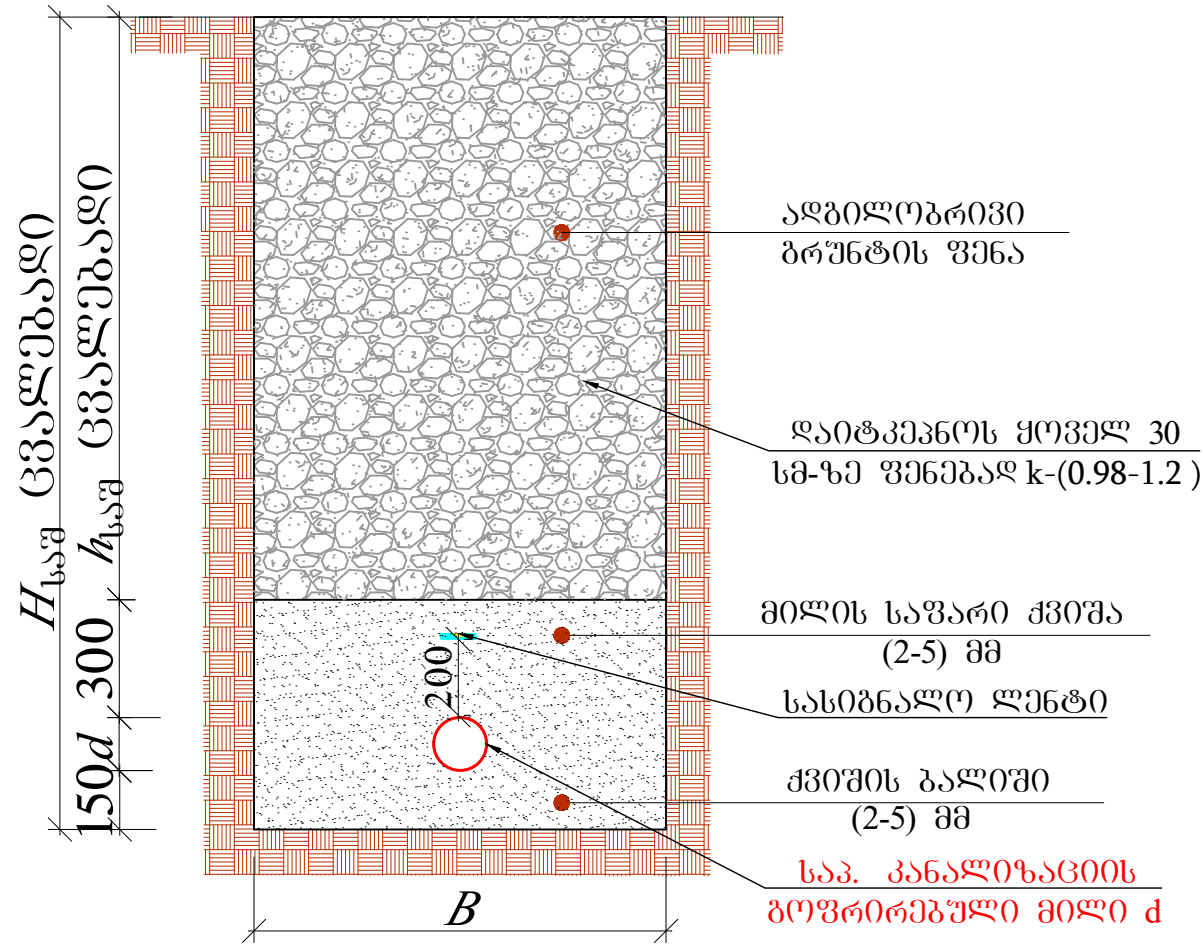 Hსაშ ცვალებადი
hსაშ ცვალებადი
300
d
150
200
B
ადგილობრივი
გრუნტის ფენა
დაიტკეპნოს ყოველ 30
სმ-ზე ფენებად k-(0.98-1.2 )
მილის საფარი ქვიშა
(2-5) მმ
სასიგნალო ლენტი
ქვიშის ბალიში
(2-5) მმ
საპ. კანალიზაციის
გოფრირებული მილი d